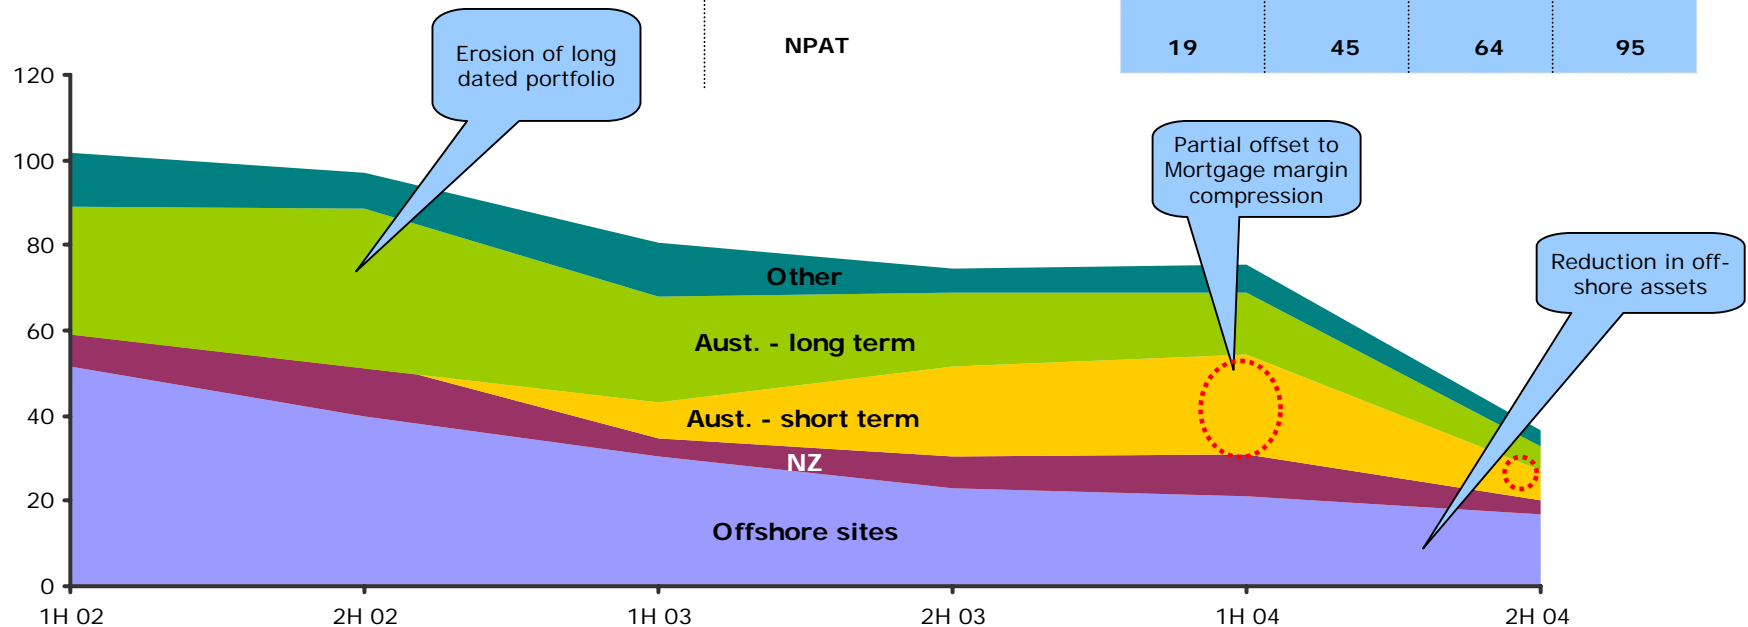 NPAT 19 45 64 95
Erosion of long
dated portfolio
120
100
80
60
40
20
0
Partial offset to
Mortgage margin
compression
Reduction in off-
shore assets
Other
Aust. - long term
Aust. - short term
NZ
Offshore sites
1H 02 2H 02 1H 03 2H 03 1H 04 2H 04